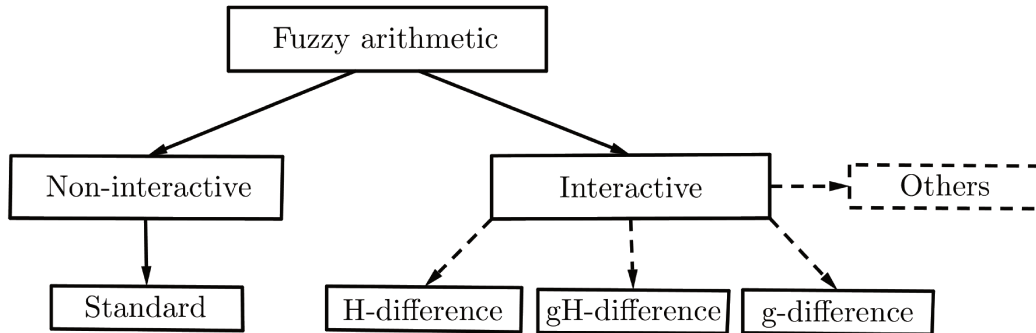 Fuzzy arithmetic
Non-interactive
Interactive
Others
Standard
H-difference
gH-difference
g-difference